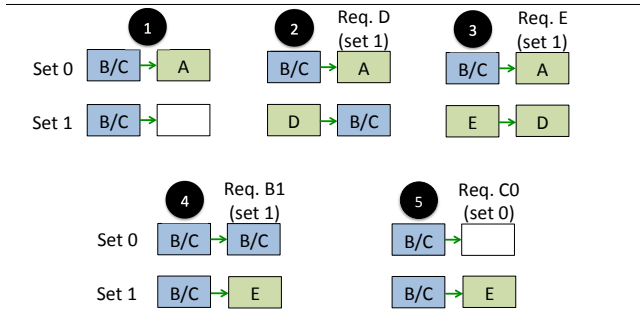 1
2
Req. D
(set 1)
3
Req. E
(set 1)
Set 0
B/C
A
B/C
A
B/C
A
Set 1
B/C
D
B/C
E
D
4
Req. B1
(set 1)
5
Req. C0
(set 0)
Set 0
B/C
B/C
B/C
Set 1
B/C
E
B/C
E